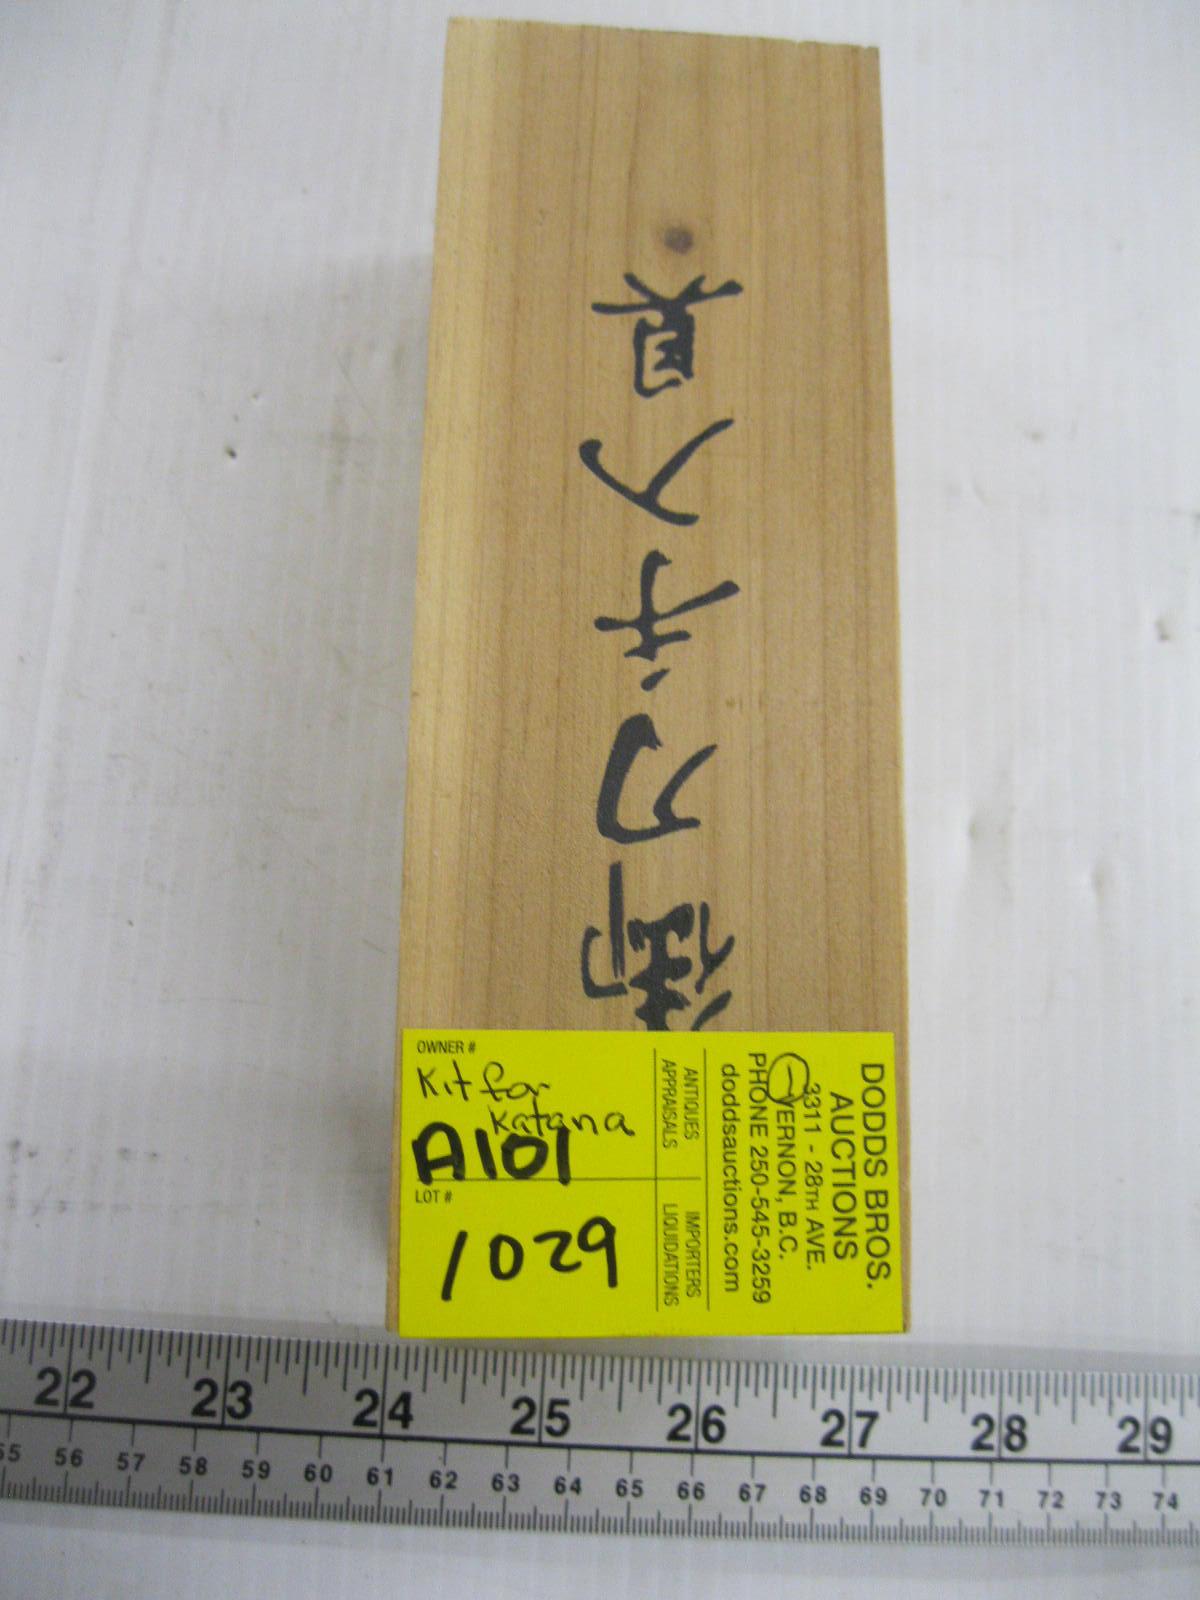 御刀手入具
DODDS BROS.
AUCTIONS
3311 - 28TH AVE.
VERNON, B.C.
PHONE 250-545-3259
doddsauctions.com
ANTIQUES IMPORTERS
APPRAISALS LIQUIDATIONS
OWNER #
Kit for
Katana
A101
LOT #
1029
22 23 24 25 26 27 28 29
55 56 57 58 59 60 61 62 63 64 65 66 67 68 69 70 71 72 73 74